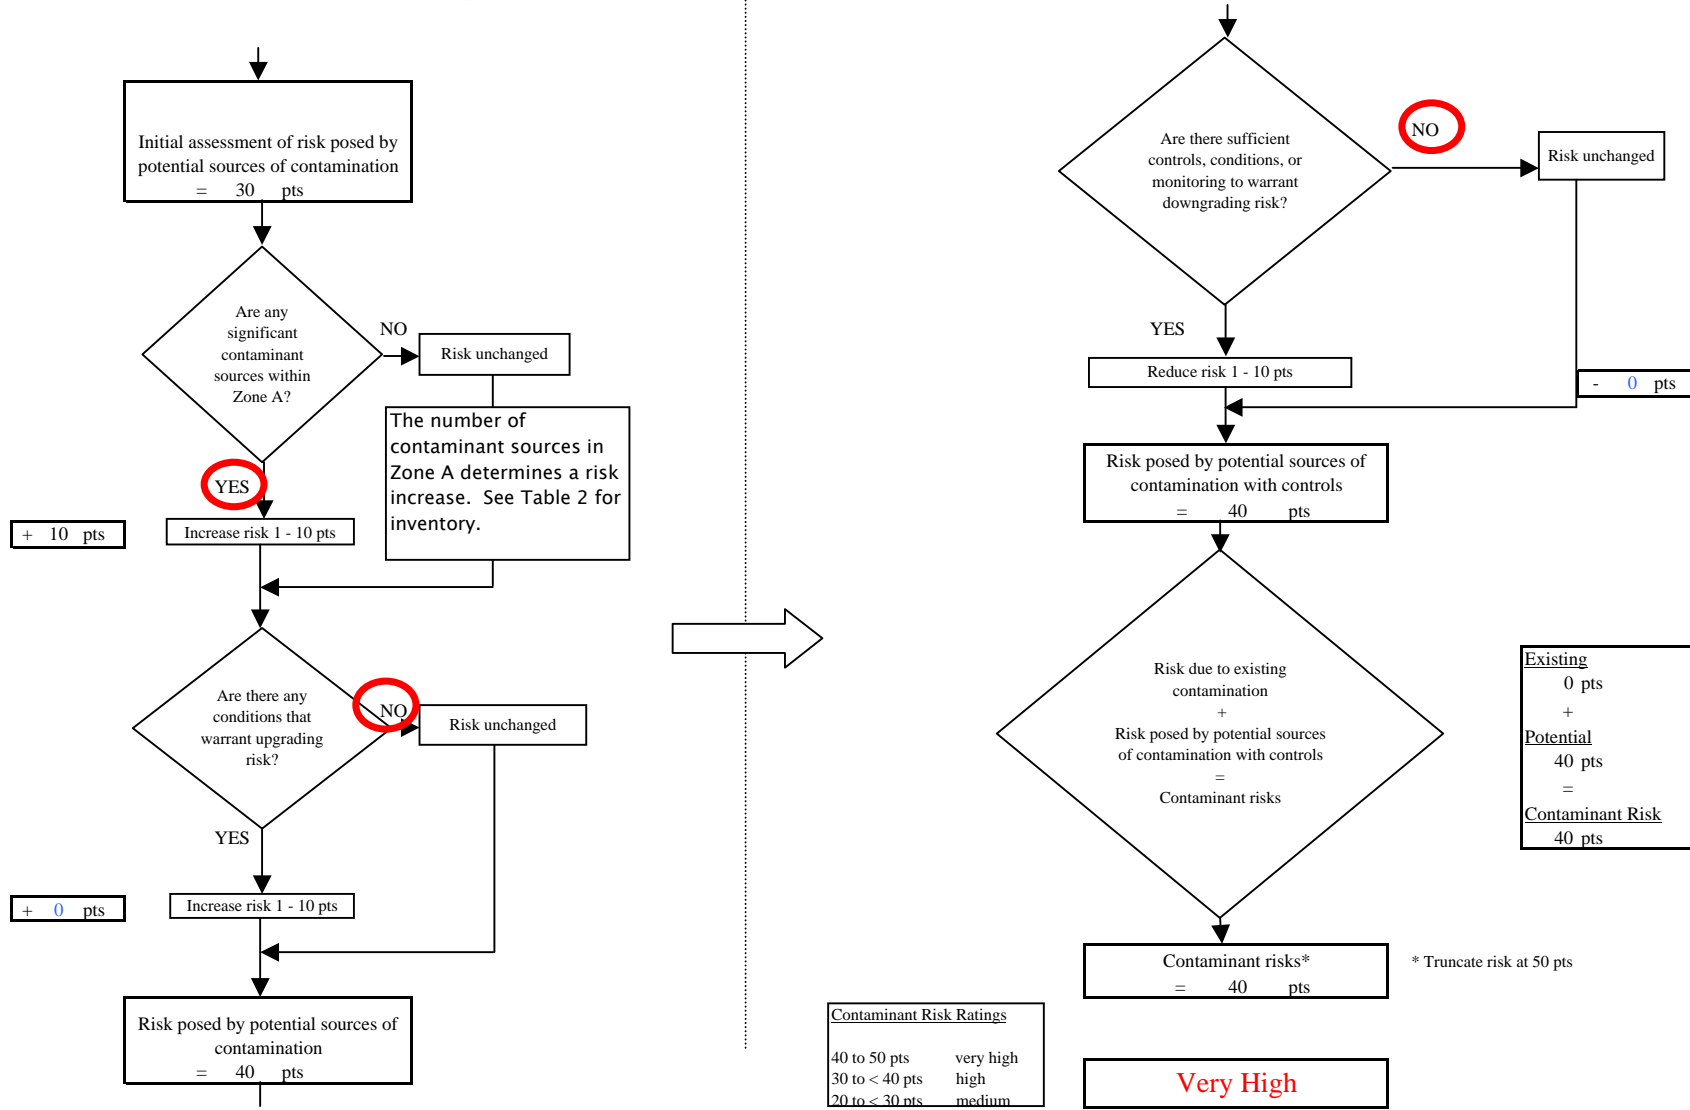 Initial assessment of risk posed by
potential sources of contamination
= 30 pts
Are any
significant
contaminant
sources within
Zone A?
NO
Risk unchanged
The number of
contaminant sources in
Zone A determines a risk
increase. See Table 2 for
inventory.
YES
+ 10 pts
Increase risk 1 - 10 pts
Are there any
conditions that
warrant upgrading
risk?
NO
Risk unchanged
YES
+ 0 pts
Increase risk 1 - 10 pts
Risk posed by potential sources of
contamination
= 40 pts
Are there sufficient
controls, conditions, or
monitoring to warrant
downgrading risk?
NO
Risk unchanged
YES
Reduce risk 1 - 10 pts
- 0 pts
Risk posed by potential sources of
contamination with controls
= 40 pts
Risk due to existing
contamination
+
Risk posed by potential sources
of contamination with controls
=
Contaminant risks
Existing
0 pts
+
Potential
40 pts
=
Contaminant Risk
40 pts
Contaminant risks*
= 40 pts
* Truncate risk at 50 pts
Contaminant Risk Ratings
40 to 50 pts very high
30 to < 40 pts high
20 to < 30 pts medium
Very High